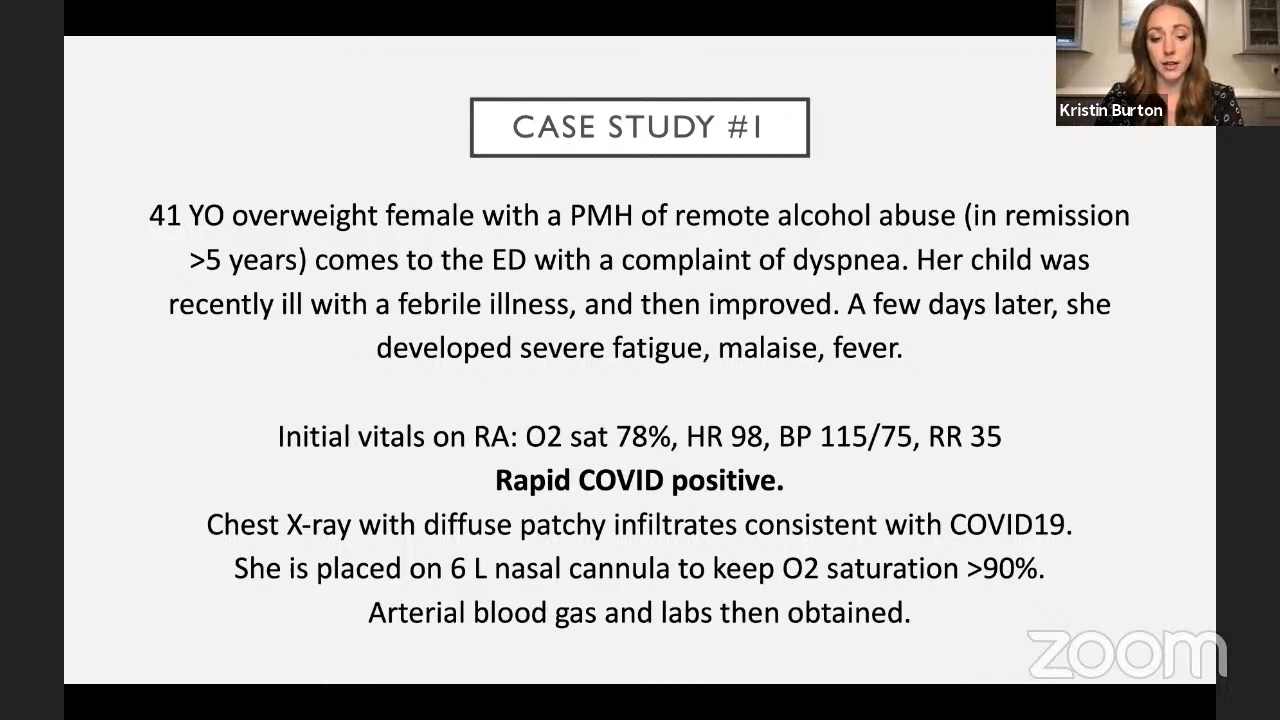 Kristin Burton
CASE STUDY #1
41 YO overweight female with a PMH of remote alcohol abuse (in remission
>5 years) comes to the ED with a complaint of dyspnea. Her child was
recently ill with a febrile illness, and then improved. A few days later, she
developed severe fatigue, malaise, fever.
Initial vitals on RA: O2 sat 78%, HR 98, BP 115/75, RR 35
Rapid COVID positive.
Chest X-ray with diffuse patchy infiltrates consistent with COVID19.
She is placed on 6 L nasal cannula to keep O2 saturation >90%.
Arterial blood gas and labs then obtained.
zoom